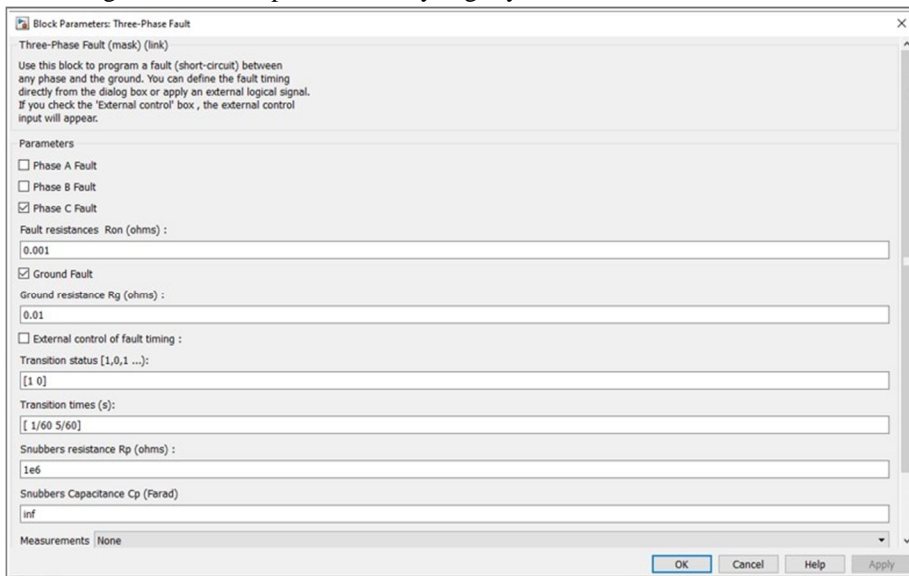 Block Parameters: Three-Phase Fault
Three-Phase Fault (mask) (link)
Use this block to program a fault (short-circuit) between
any phase and the ground. You can define the fault timing
directly from the dialog box or apply an external logical signal.
If you check the 'External control' box , the external control
input will appear.
Parameters
Phase A Fault
Phase B Fault
Phase C Fault
Fault resistances Ron (ohms) :
0.001
Ground Fault
Ground resistance Rg (ohms) :
0.01
External control of fault timing :
Transition status [1,0,1 ...):
[1 0]
Transition times (s):
[ 1/60 5/60]
Snubbers resistance Rp (ohms) :
1e6
Snubbers Capacitance Cp (Farad)
inf
Measurements None
OK Cancel Help Apply